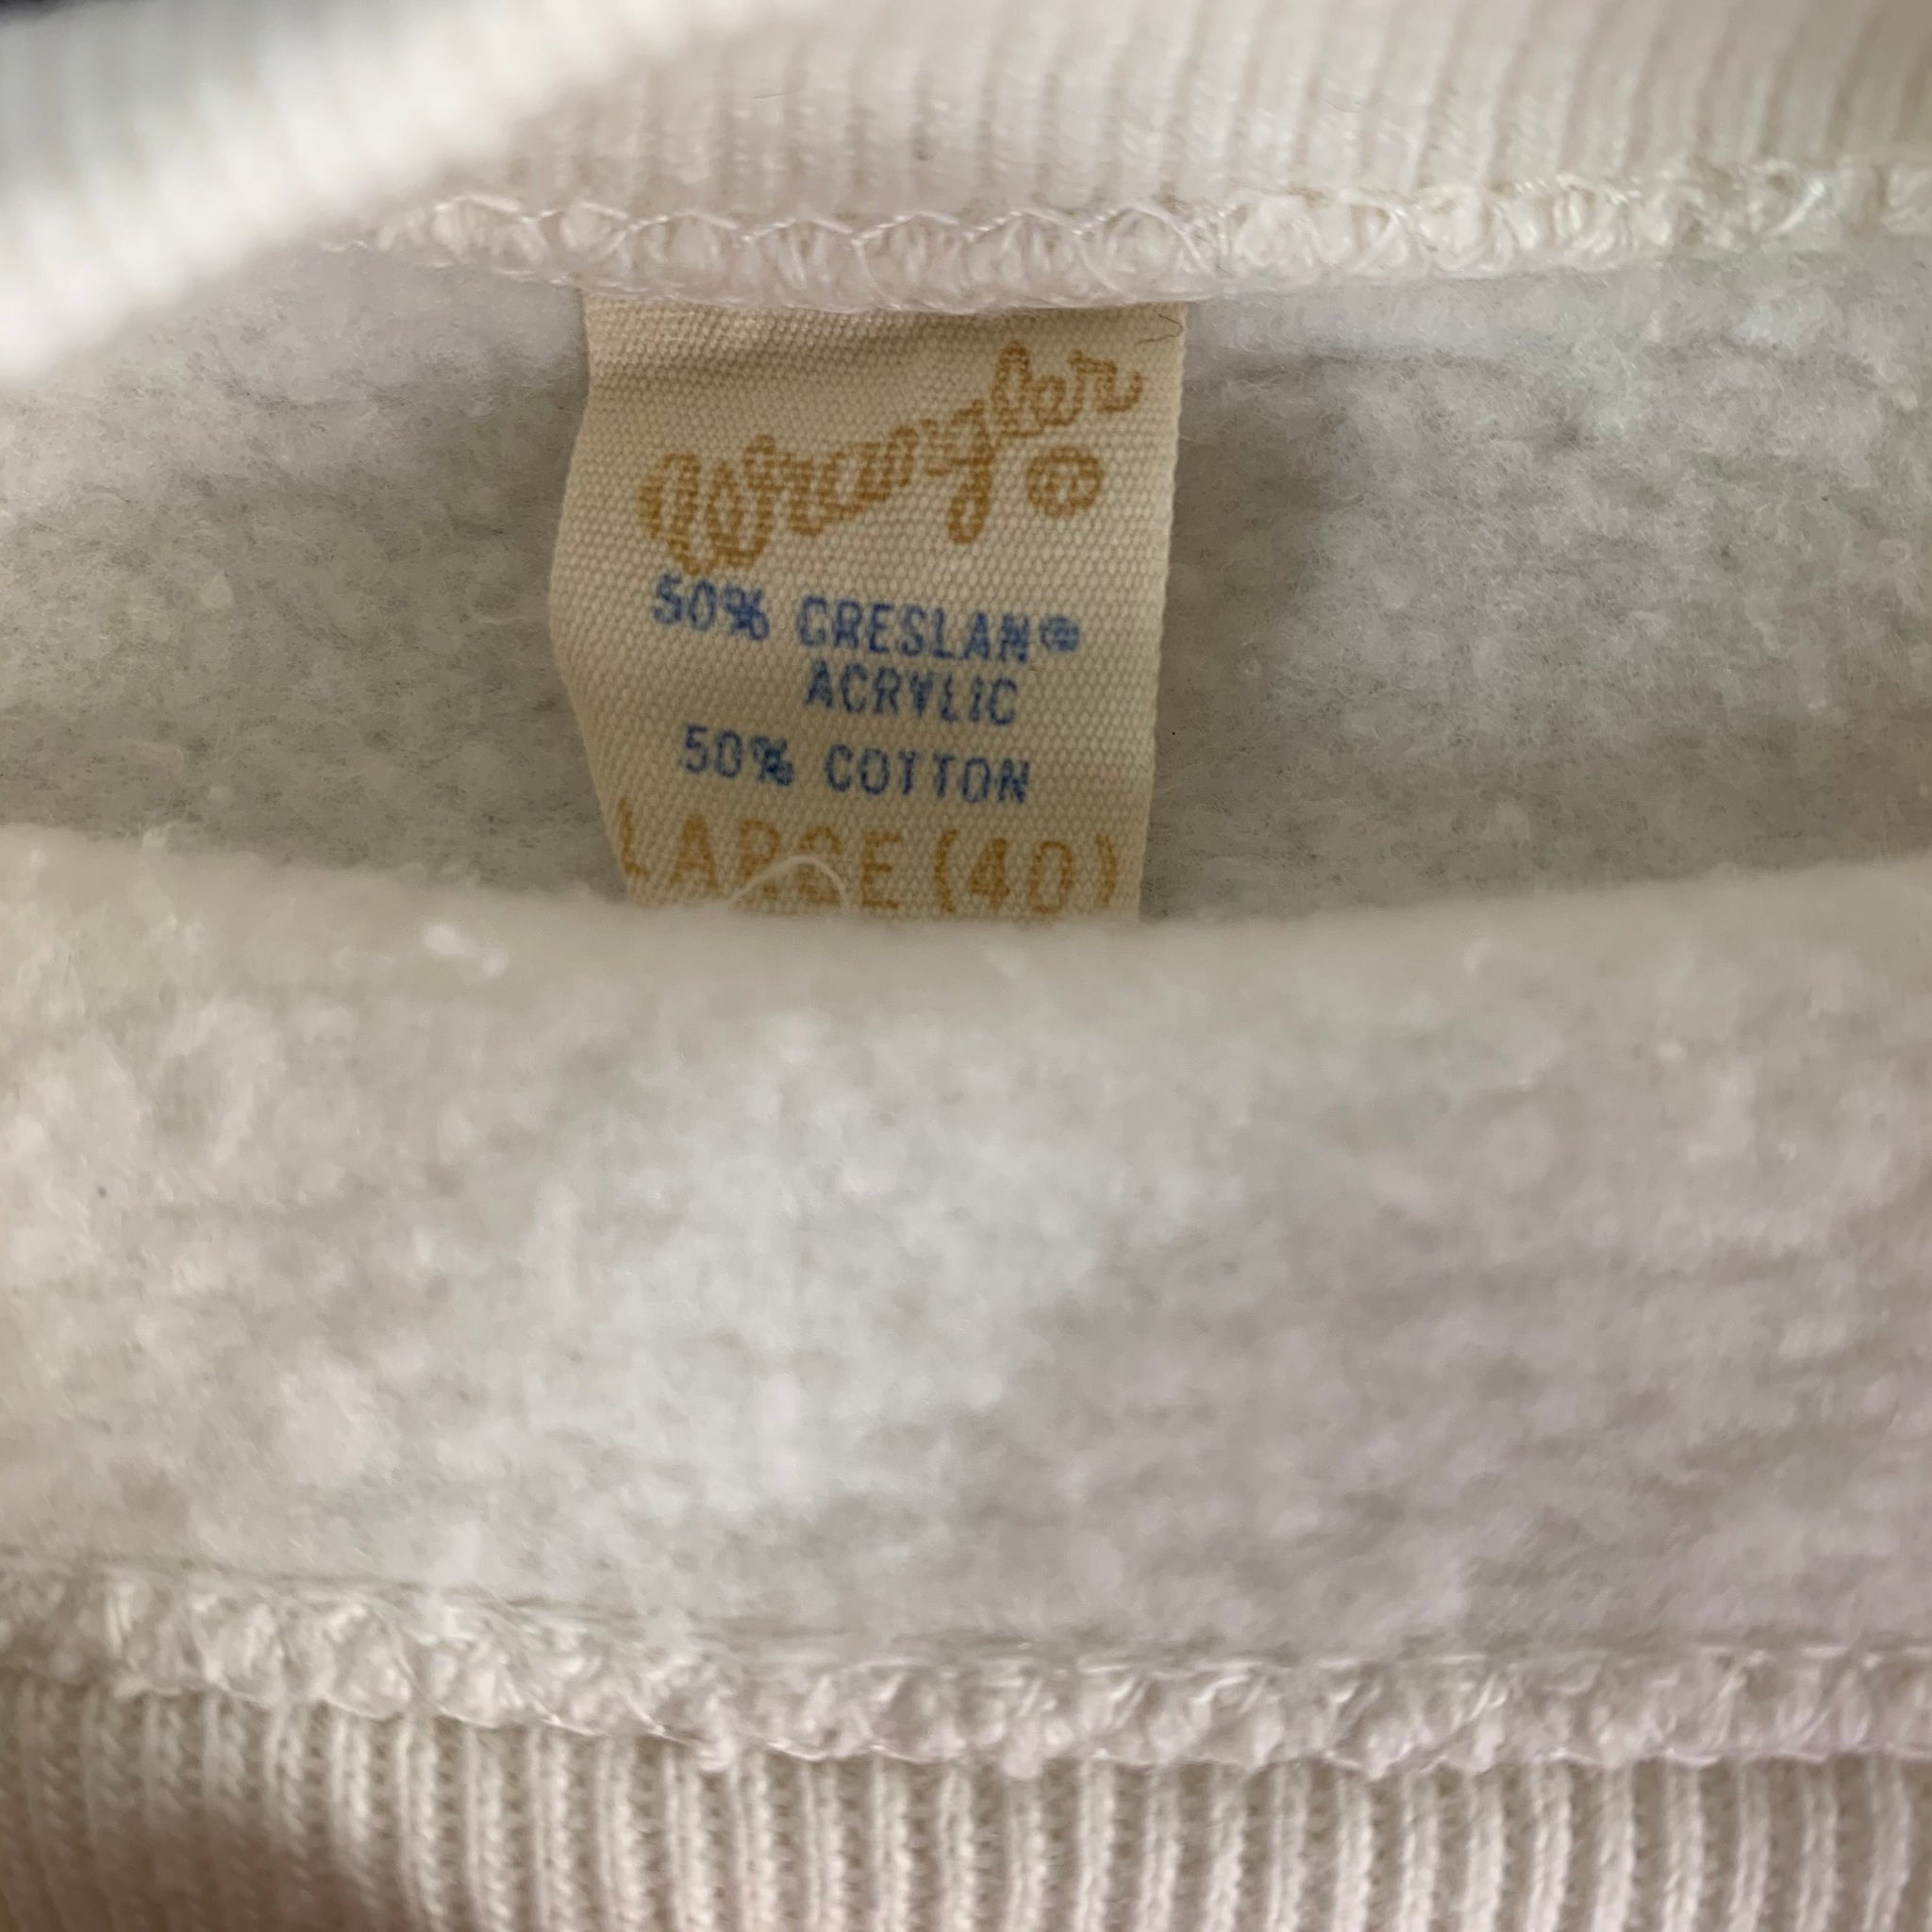 Wrangler®
50% CRESLAN®
ACRYLIC
50% COTTON
LARGE (40)